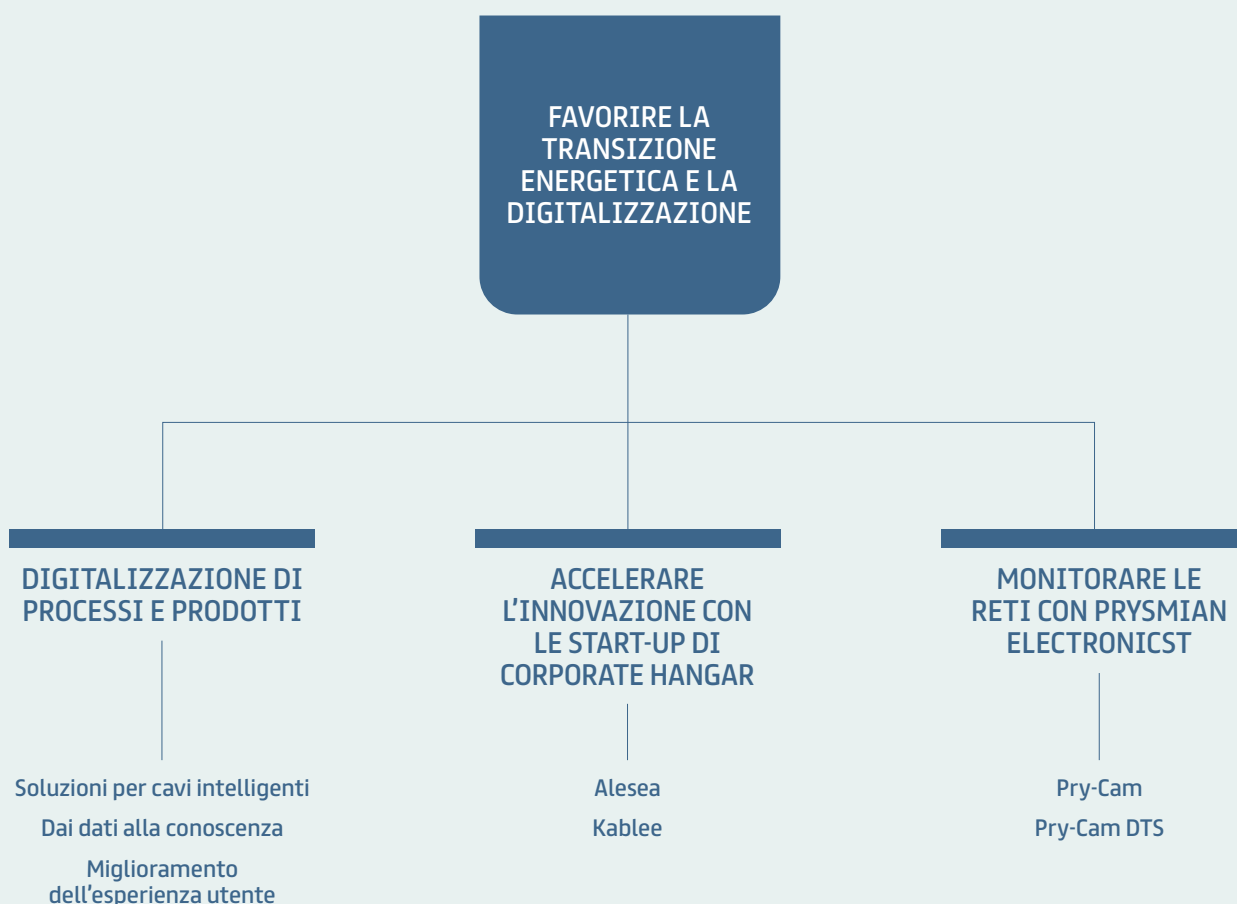 FAVORIRE LA
TRANSIZIONE
ENERGETICA E LA
DIGITALIZZAZIONE
DIGITALIZZAZIONE DI
PROCESSI E PRODOTTI
Soluzioni per cavi intelligenti
Dai dati alla conoscenza
Miglioramento
dell'esperienza utente
ACCELERARE
L'INNOVAZIONE CON
LE START-UP DI
CORPORATE HANGAR
Alesea
Kablee
MONITORARE LE
RETI CON PRYSMIAN
ELECTRONICST
Pry-Cam
Pry-Cam DTS